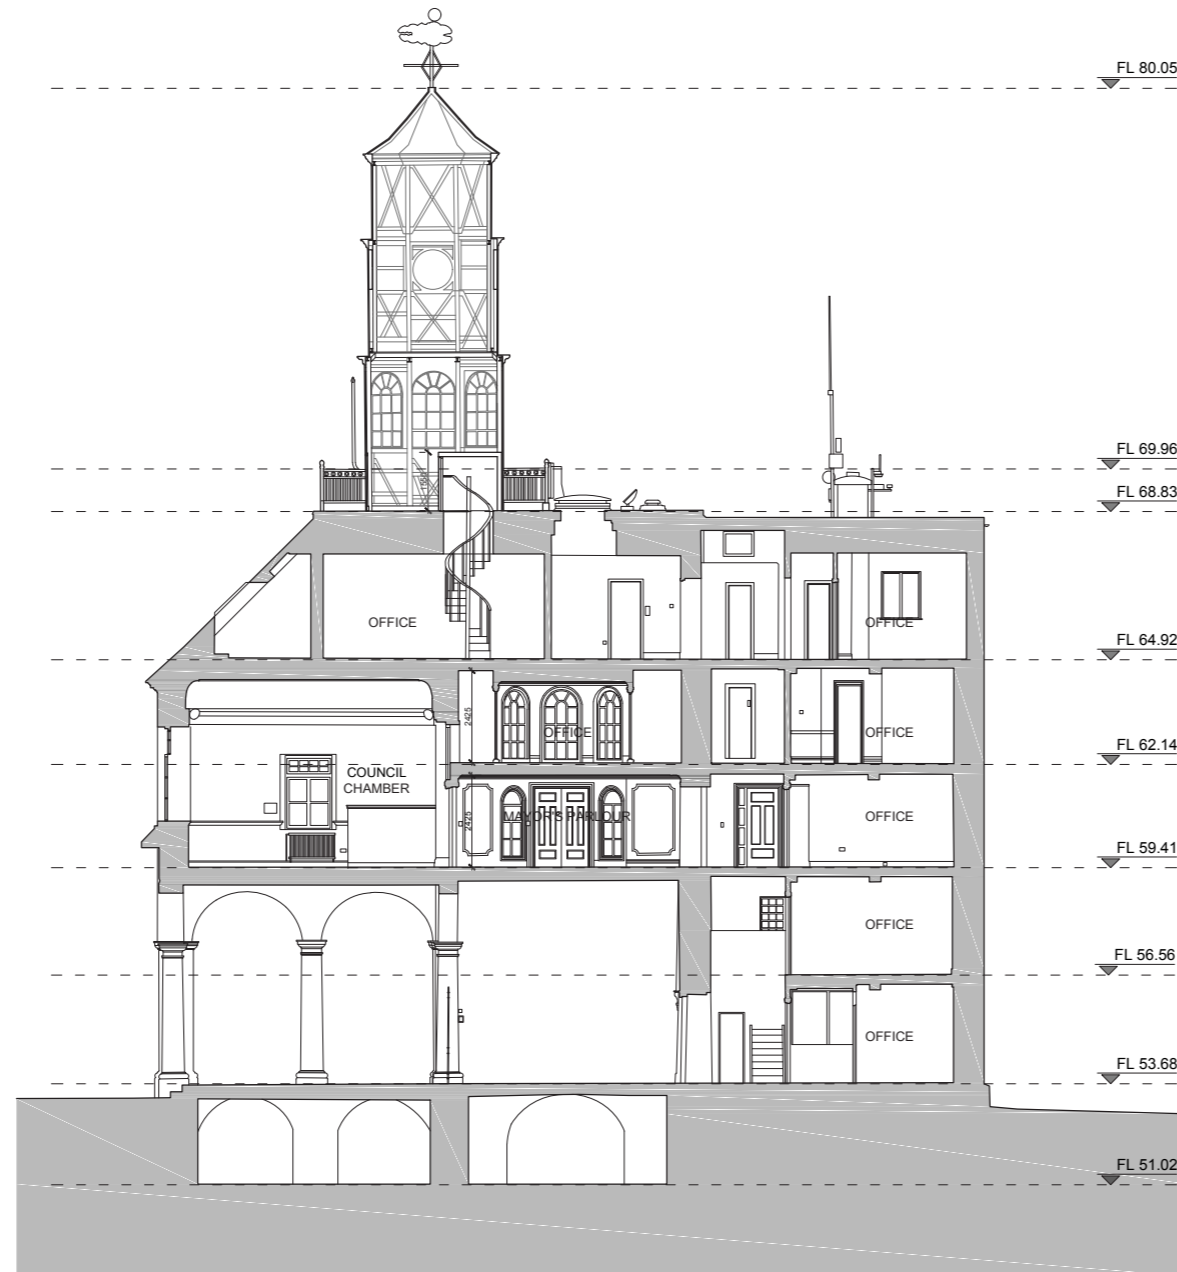 FL 80.05
FL 69.96
FL 68.83
OFFICE
OFFICE
FL 64.92
2425
OFFICE
OFFICE
FL 62.14
COUNCIL
CHAMBER
2425
MAYOR'S PARLOUR
OFFICE
FL 59.41
OFFICE
FL 56.56
OFFICE
FL 53.68
FL 51.02